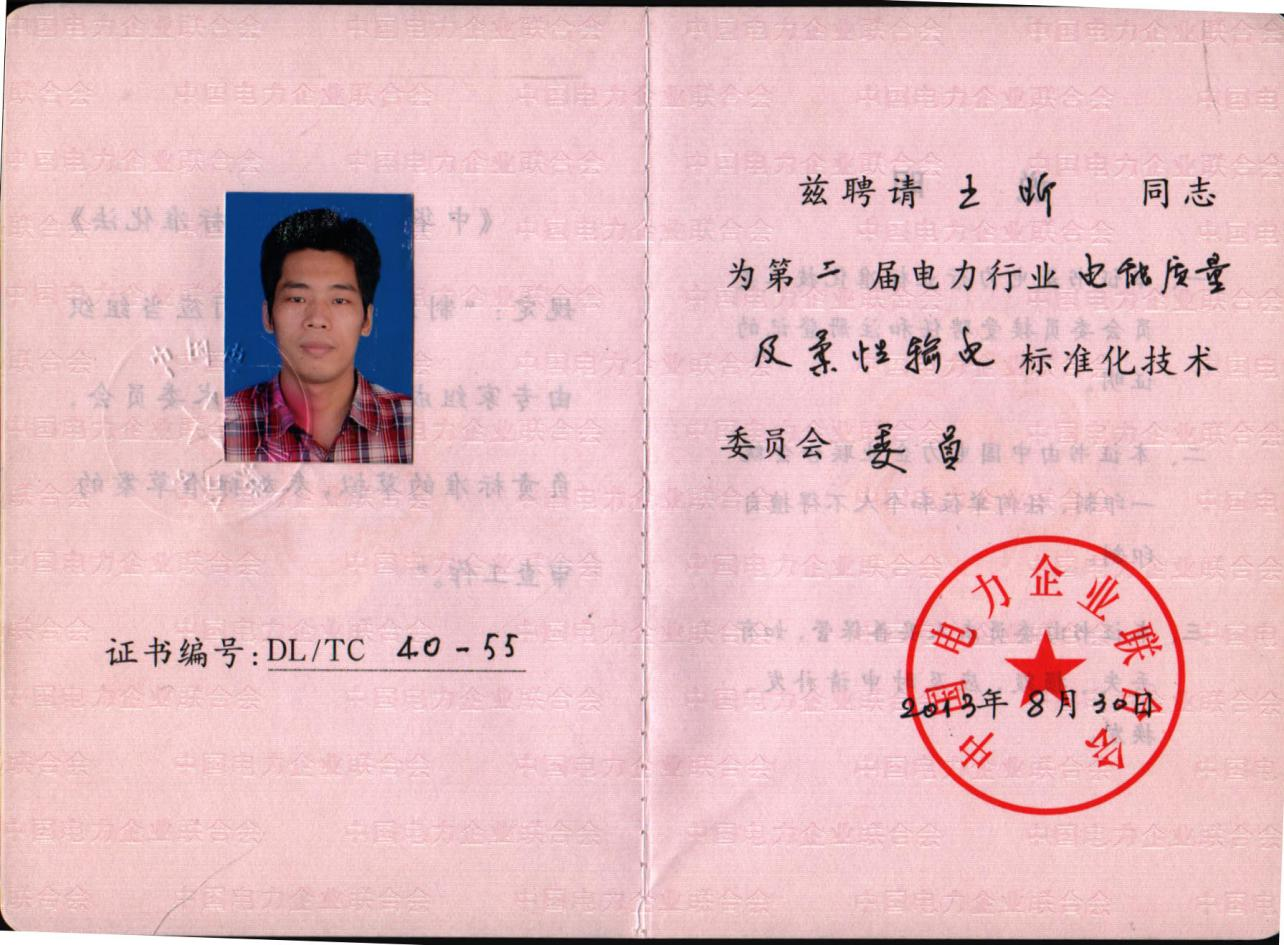 证书编号:DL/TC 40-55
兹聘请 王昕 同志
为第二届电力行业电能质量
及柔性输电标准化技术
委员会 委员
中国电力企业联合会
2013年8月30日